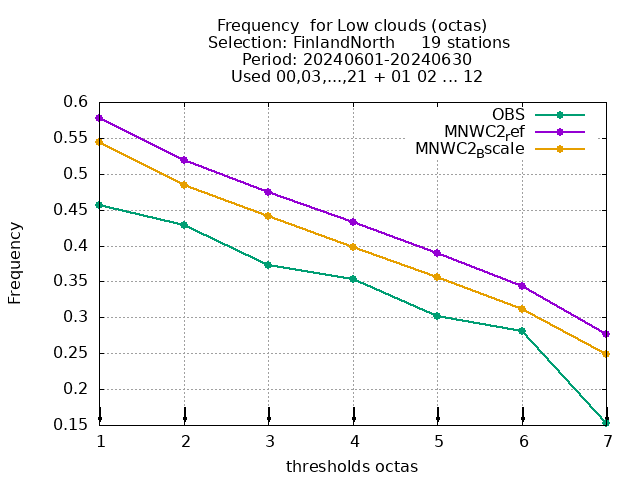 Frequency  for Low clouds (octas)
Selection: FinlandNorth     19 stations
Period: 20240601-20240630
Used 00,03,...,21 + 01 02 ... 12
OBS
MNWC2ref
MNWC2Bscale
Frequency
0.6
0.55
0.5
0.45
0.4
0.35
0.3
0.25
0.2
0.15
1 2 3 4 5 6 7
thresholds octas